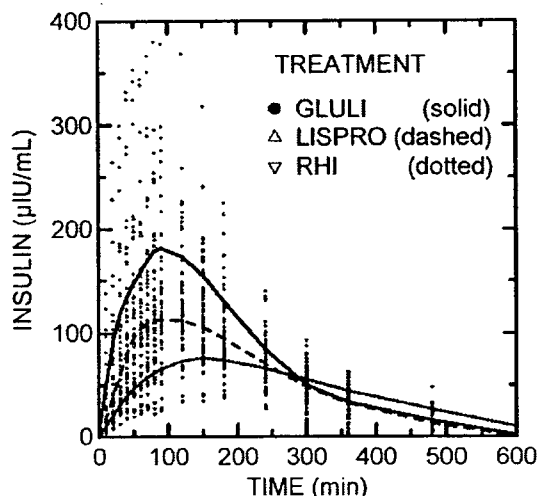 400
300
200
100
0
INSULIN (µIU/mL)
TREATMENT
● GLULI (solid)
△ LISPRO (dashed)
▽ RHI (dotted)
0 100 200 300 400 500 600
TIME (min)